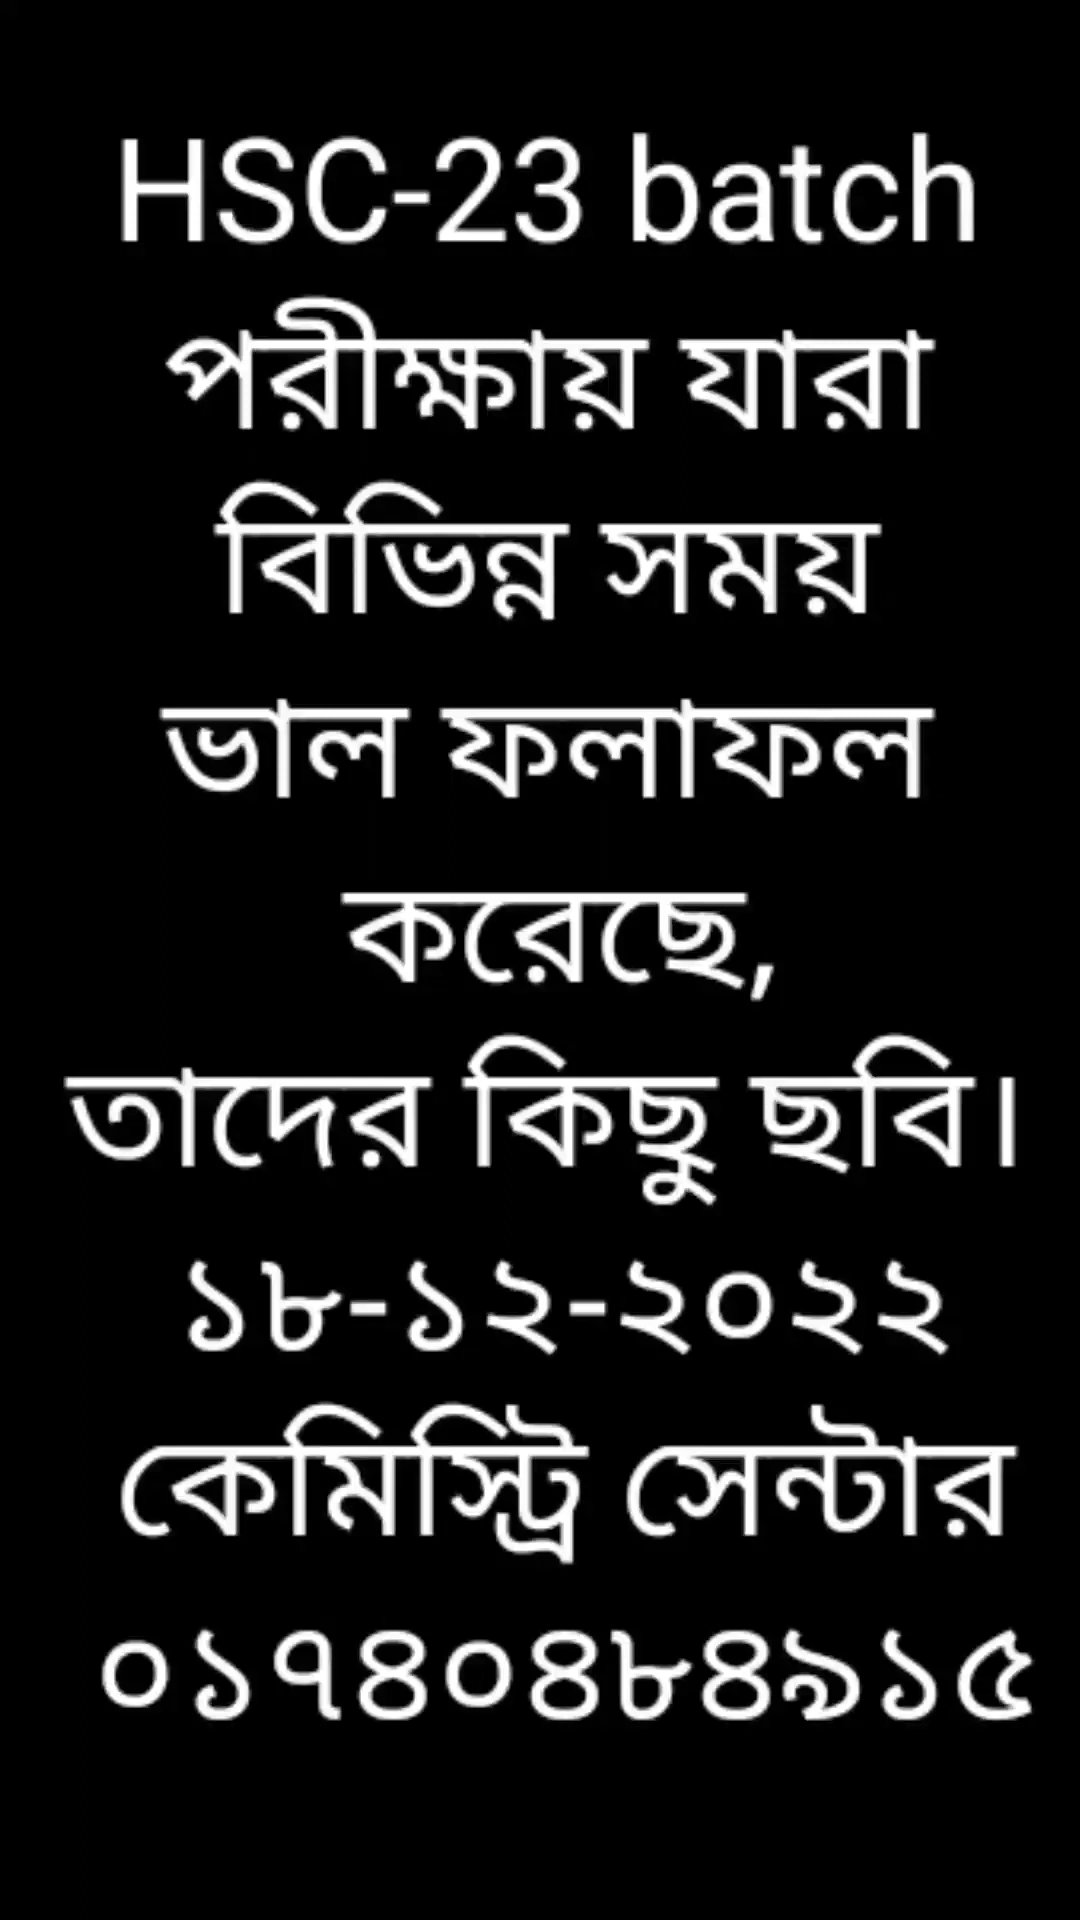 HSC-23 batch
পরীক্ষায় যারা
বিভিন্ন সময়
ভাল ফলাফল
করেছে,
তাদের কিছু ছবি।
১৮-১২-২০২২
কেমিস্ট্রি সেন্টার
০১৭৪০৪৮৪৯১৫